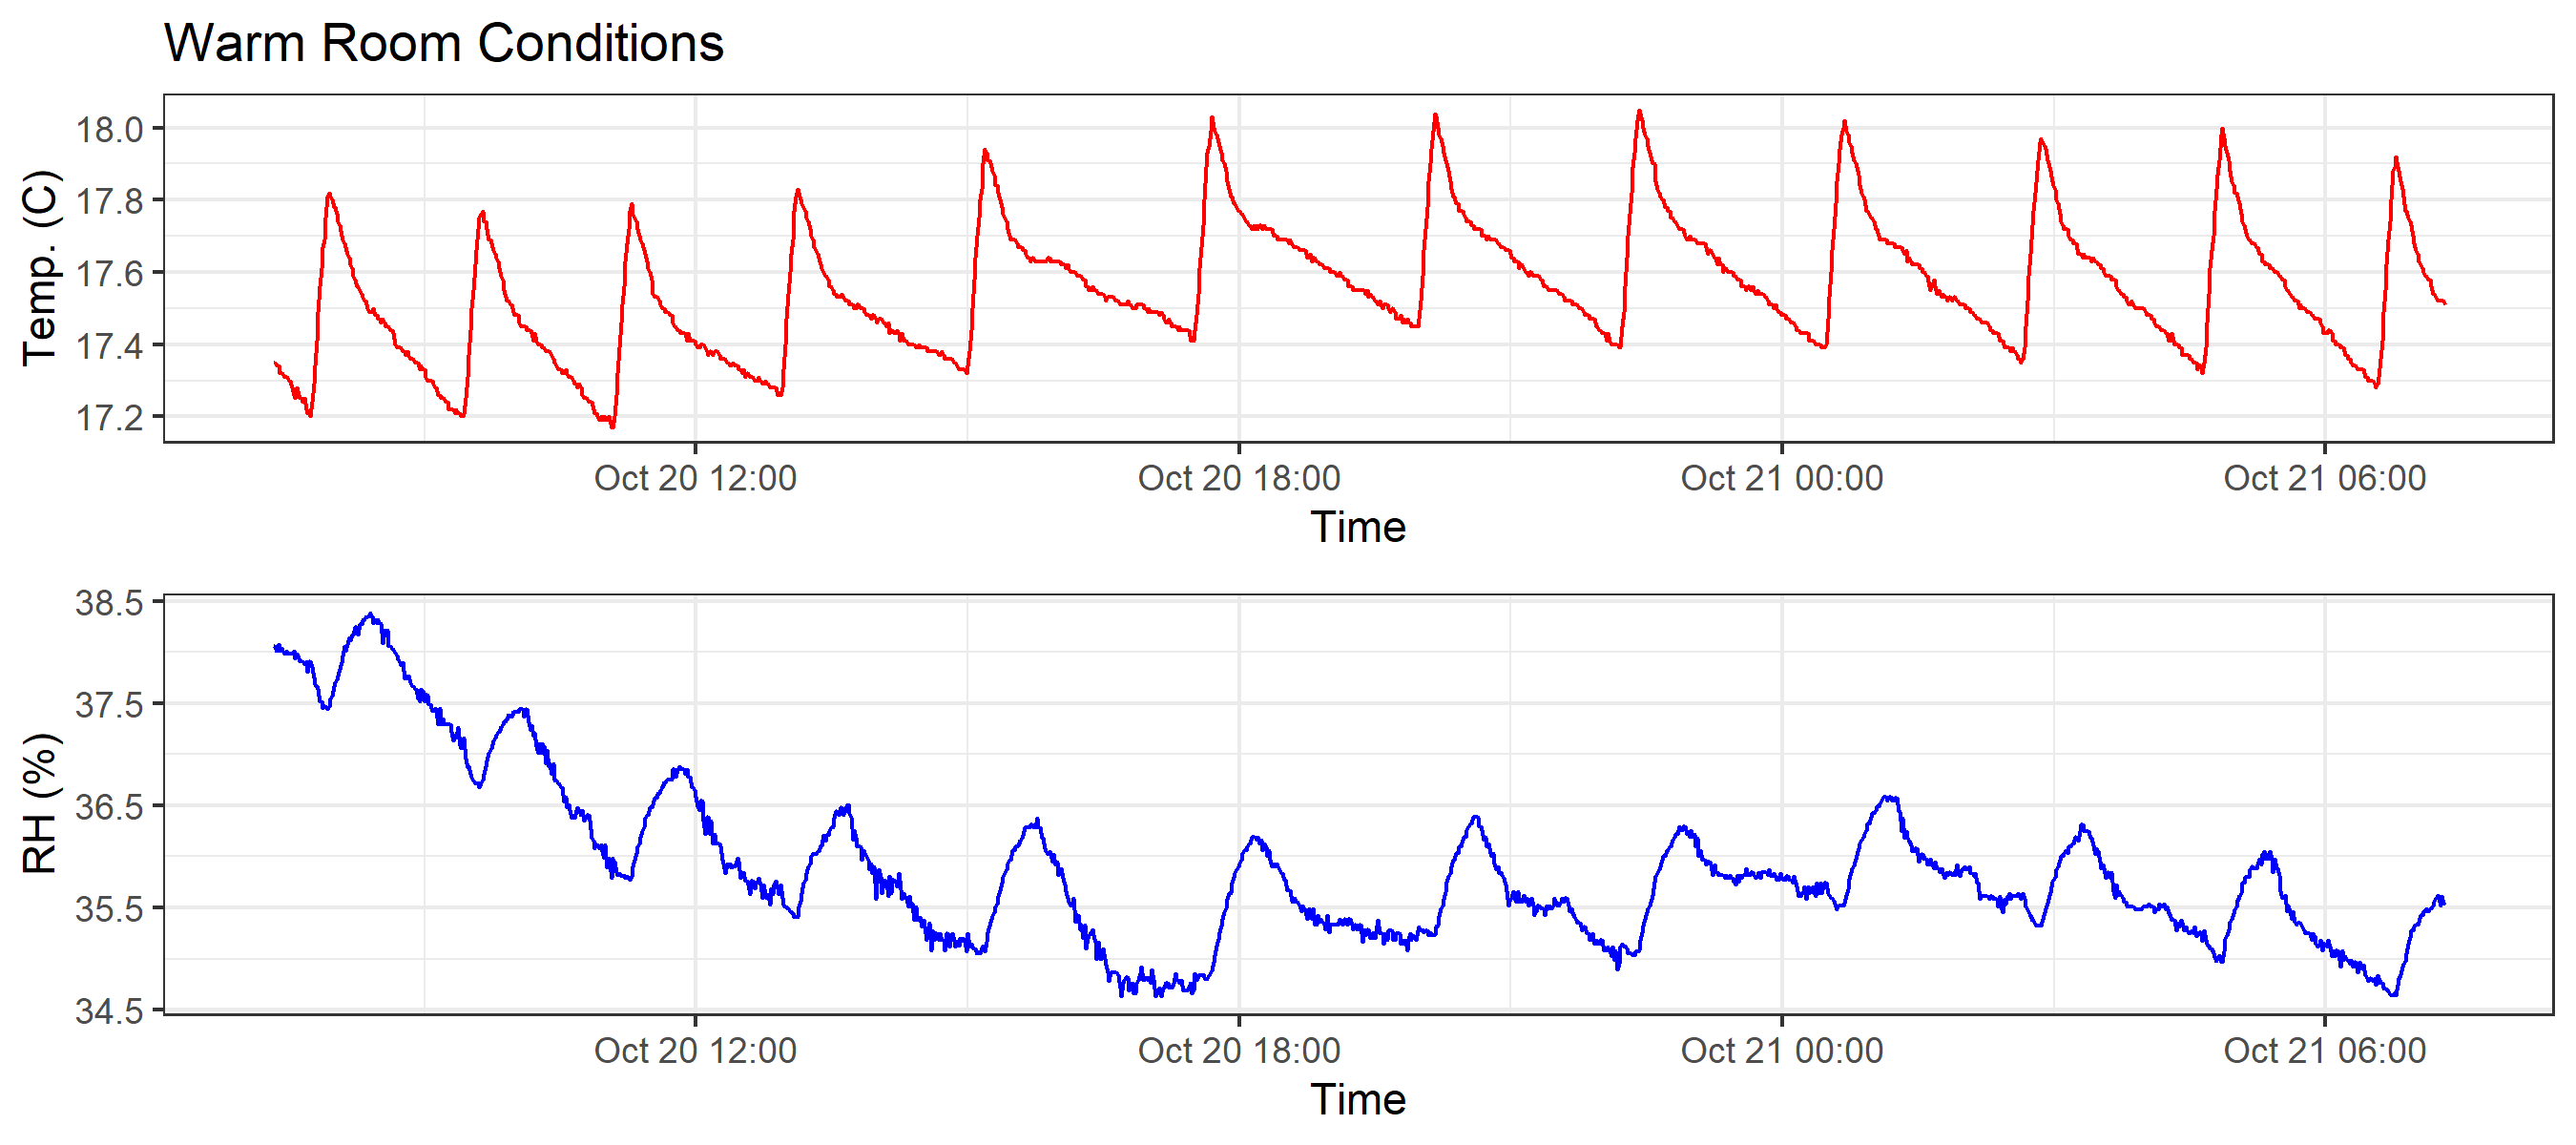 Warm Room Conditions
Temp. (C)
18.0
17.8
17.6
17.4
17.2
Oct 20 12:00 Oct 20 18:00 Oct 21 00:00 Oct 21 06:00
Time
RH (%)
38.5
37.5
36.5
35.5
34.5
Oct 20 12:00 Oct 20 18:00 Oct 21 00:00 Oct 21 06:00
Time